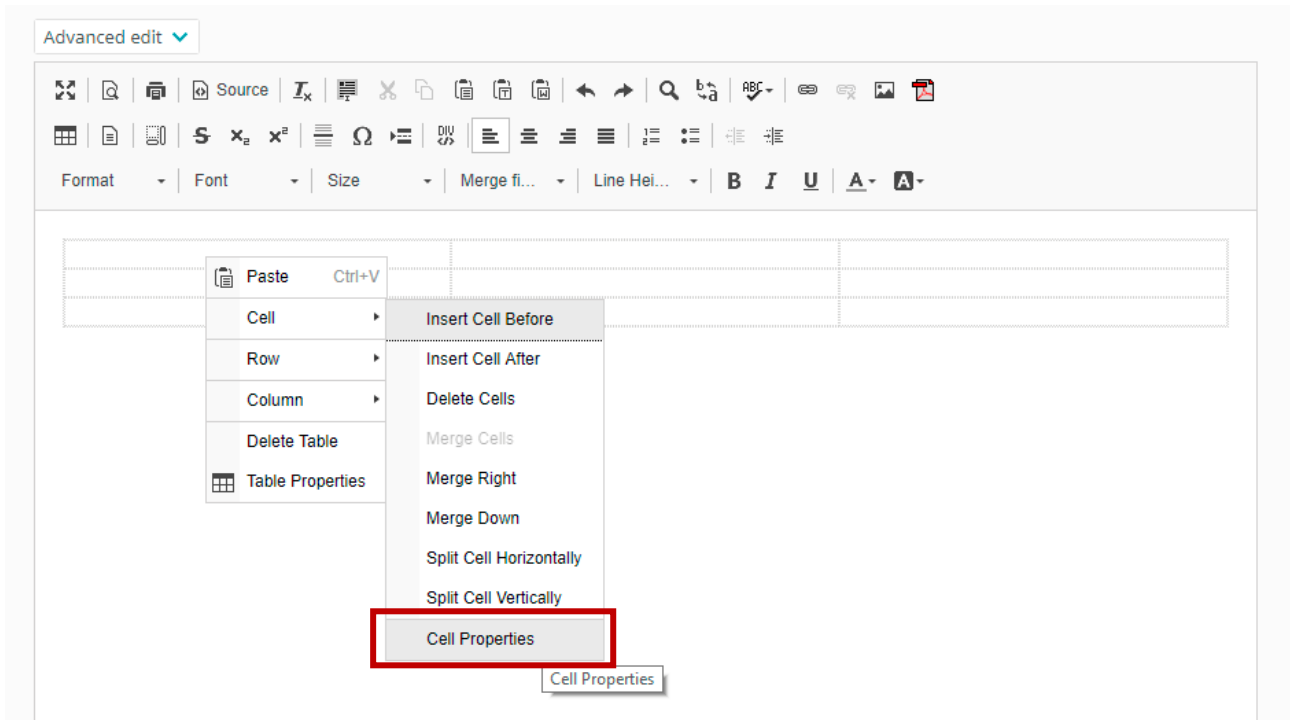 Advanced edit
Source
ABC
DIV
Format Font Size Merge fi... Line Hei... B I U A A
Paste Ctrl+V
Cell
Row
Column
Delete Table
Table Properties
Insert Cell Before
Insert Cell After
Delete Cells
Merge Cells
Merge Right
Merge Down
Split Cell Horizontally
Split Cell Vertically
Cell Properties
Cell Properties